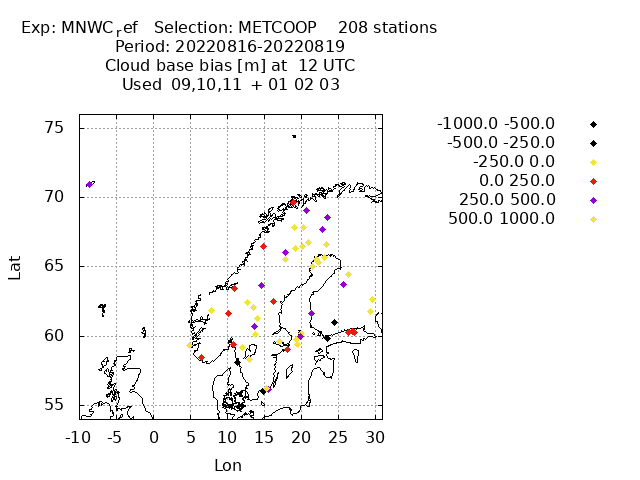 Exp: MNWCref   Selection: METCOOP    208 stations
Period: 20220816-20220819
Cloud base bias [m] at  12 UTC
Used  09,10,11  + 01 02 03
-1000.0 -500.0
-500.0 -250.0
-250.0 0.0
0.0 250.0
250.0 500.0
500.0 1000.0
75
70
65
60
55
Lat
-10 -5 0 5 10 15 20 25 30
Lon